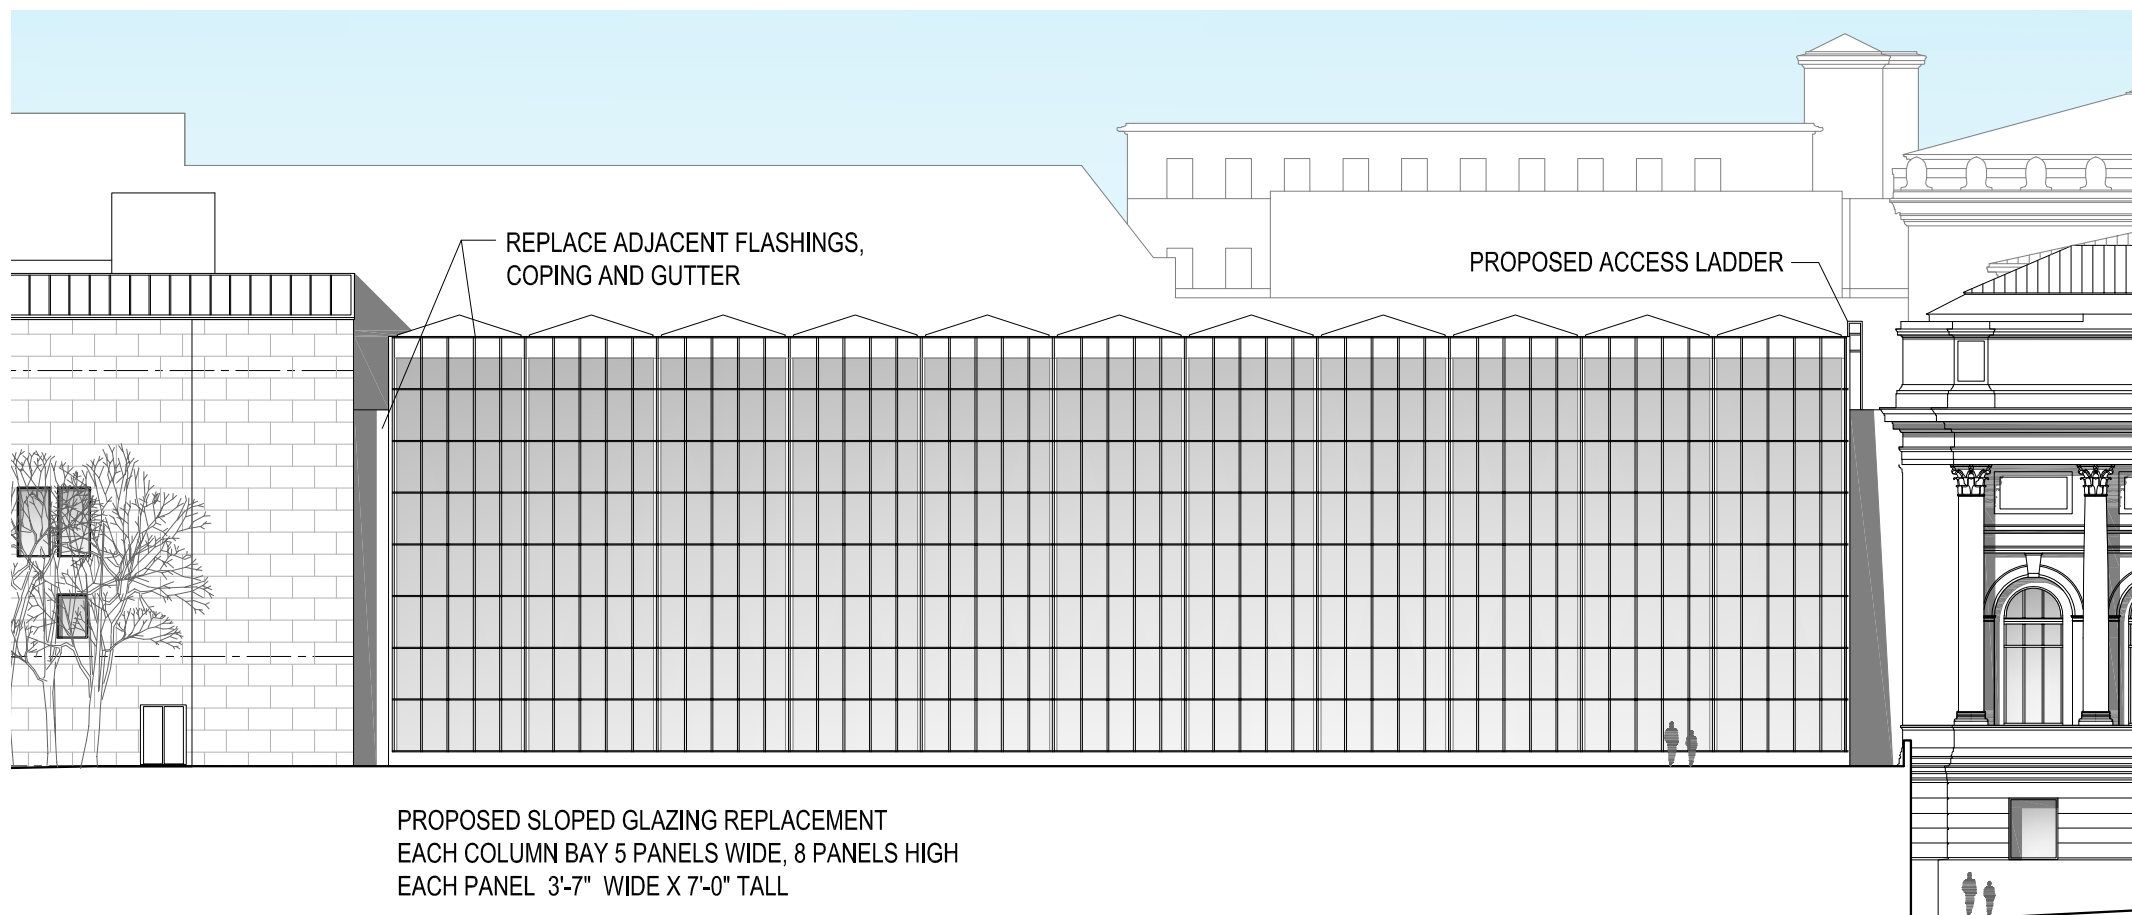 REPLACE ADJACENT FLASHINGS,
COPING AND GUTTER
PROPOSED ACCESS LADDER
PROPOSED SLOPED GLAZING REPLACEMENT
EACH COLUMN BAY 5 PANELS WIDE, 8 PANELS HIGH
EACH PANEL 3'-7" WIDE X 7'-0" TALL